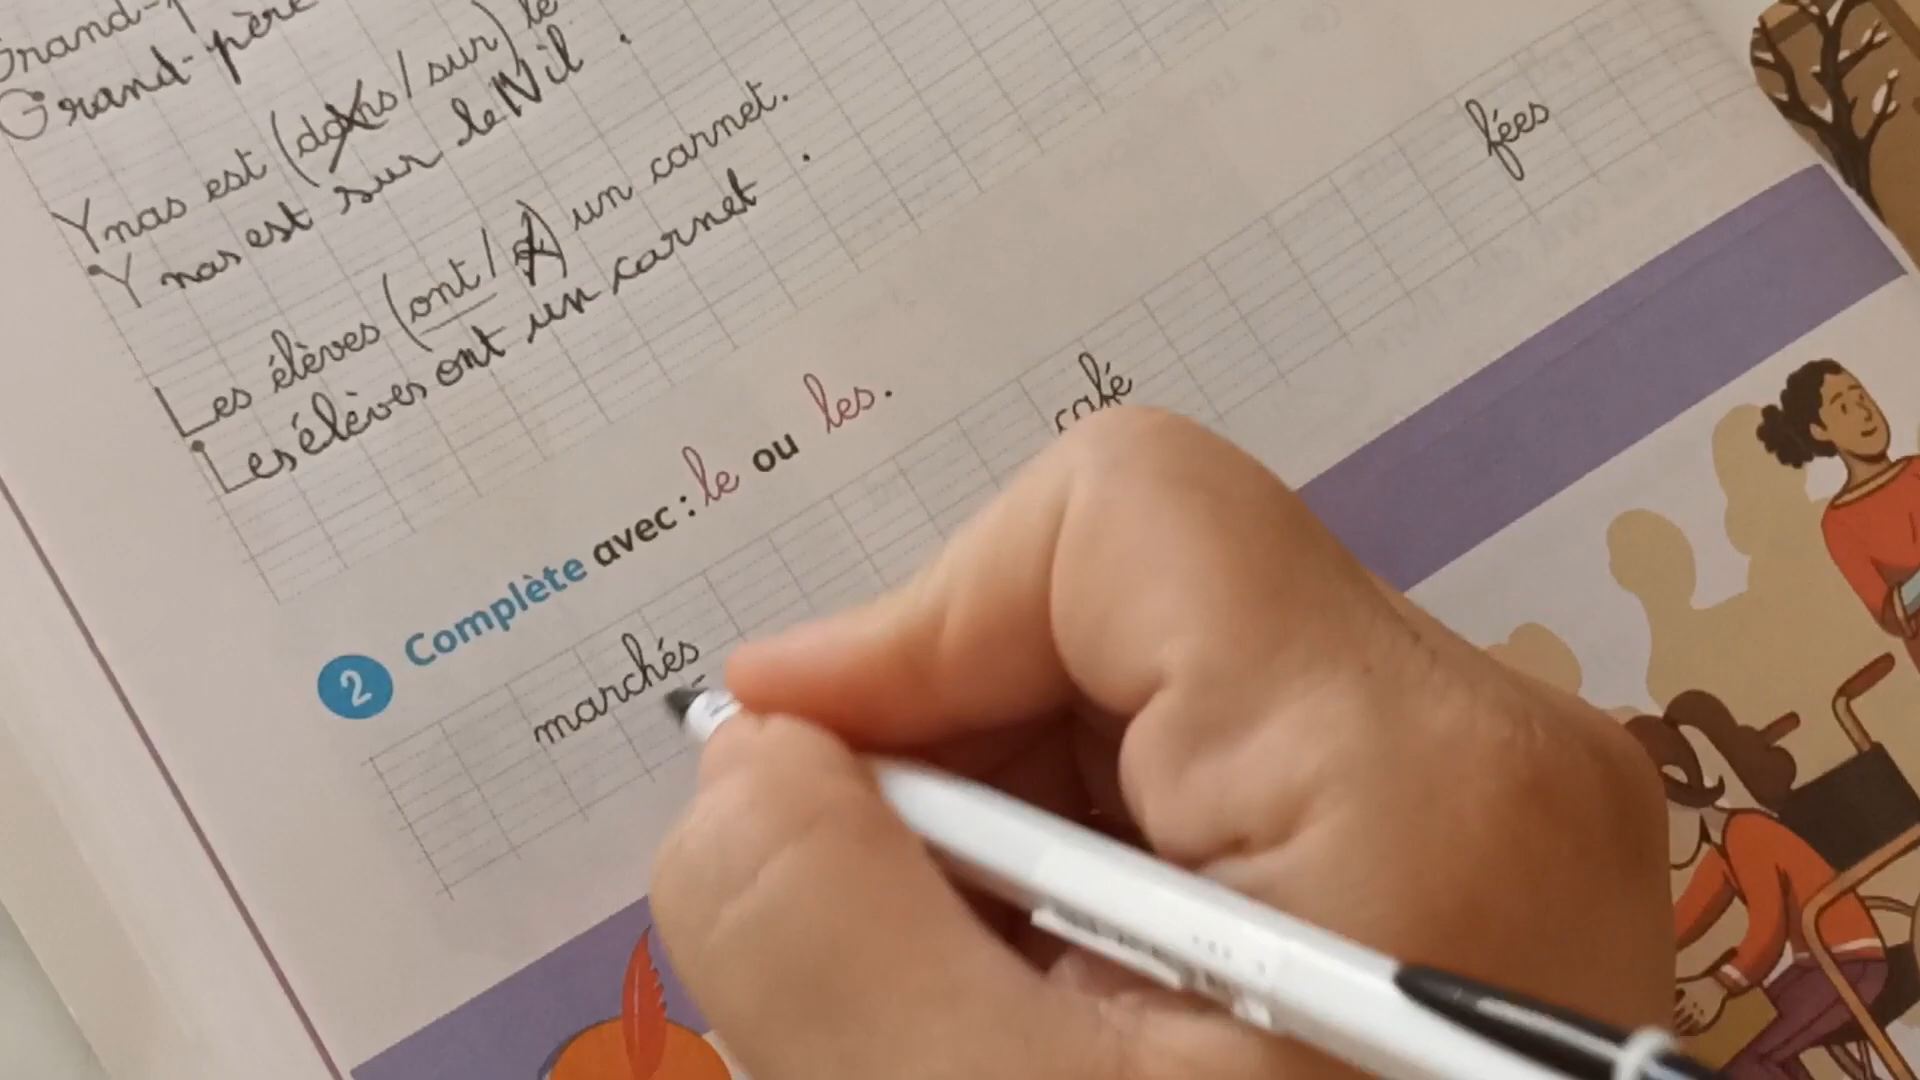 Grand-
Grand-père
Ynas est (dans / sur) le
Ynas est sur le Nil.
Les élèves (ont / a) un carnet.
Les élèves ont un carnet.
2 Complète avec : le ou les.
marchés café fées